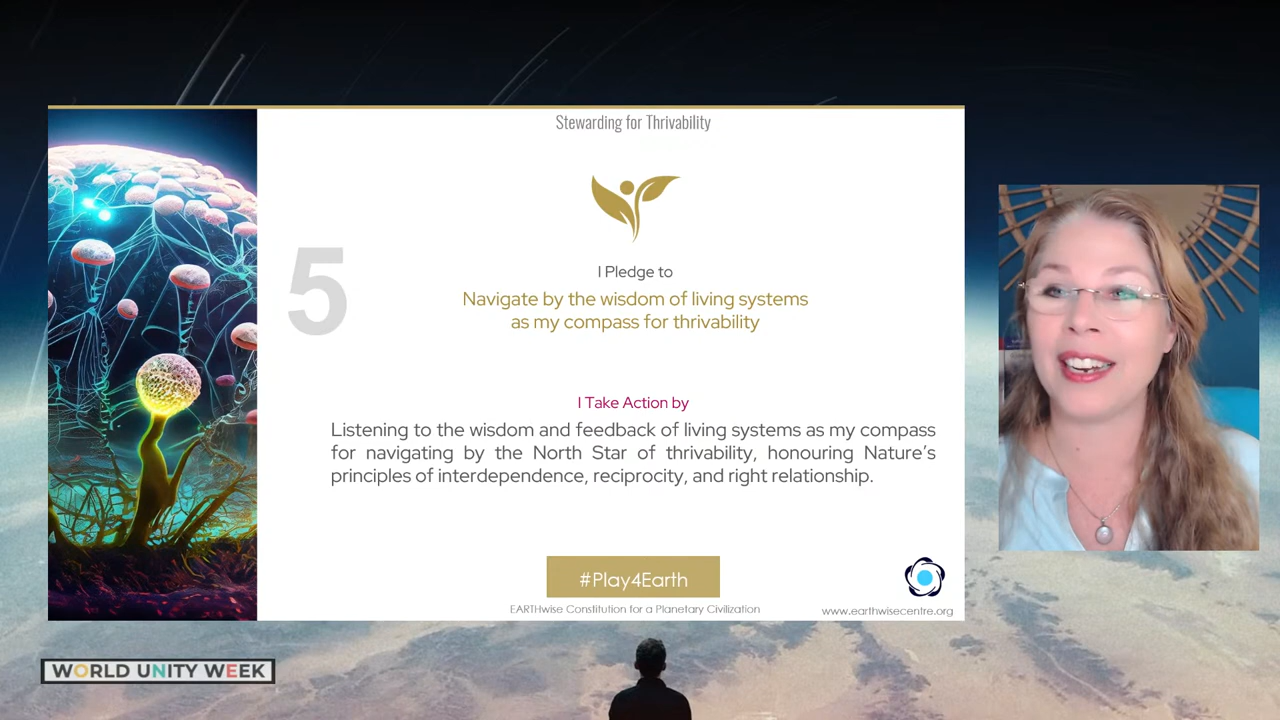 Stewarding for Thrivability
5
I Pledge to
Navigate by the wisdom of living systems
as my compass for thrivability
I Take Action by
Listening to the wisdom and feedback of living systems as my compass
for navigating by the North Star of thrivability, honouring Nature's
principles of interdependence, reciprocity, and right relationship.
#Play4Earth
EARTHwise Constitution for a Planetary Civilization
www.earthwisecentre.org
WORLD UNITY WEEK